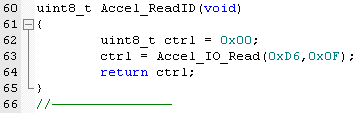 60 uint8_t Accel_ReadID(void)
61 {
62 uint8_t ctrl = 0x00;
63 ctrl = Accel_IO_Read(0xD6,0x0F);
64 return ctrl;
65 }
66 //——————————————